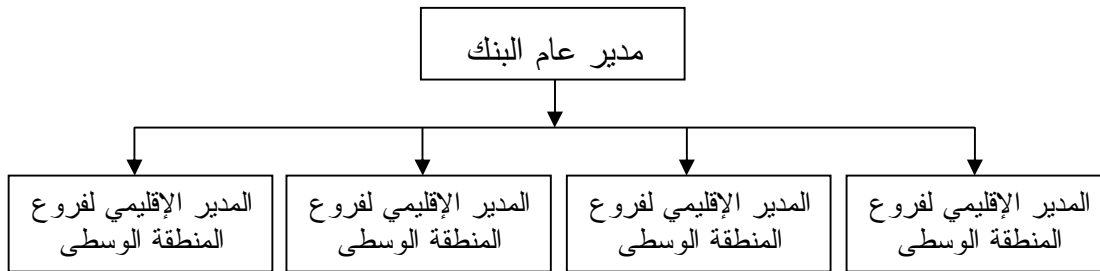 مدير عام البنك
المدير الإقليمي لفروع
المنطقة الوسطى
المدير الإقليمي لفروع
المنطقة الوسطى
المدير الإقليمي لفروع
المنطقة الوسطى
المدير الإقليمي لفروع
المنطقة الوسطى